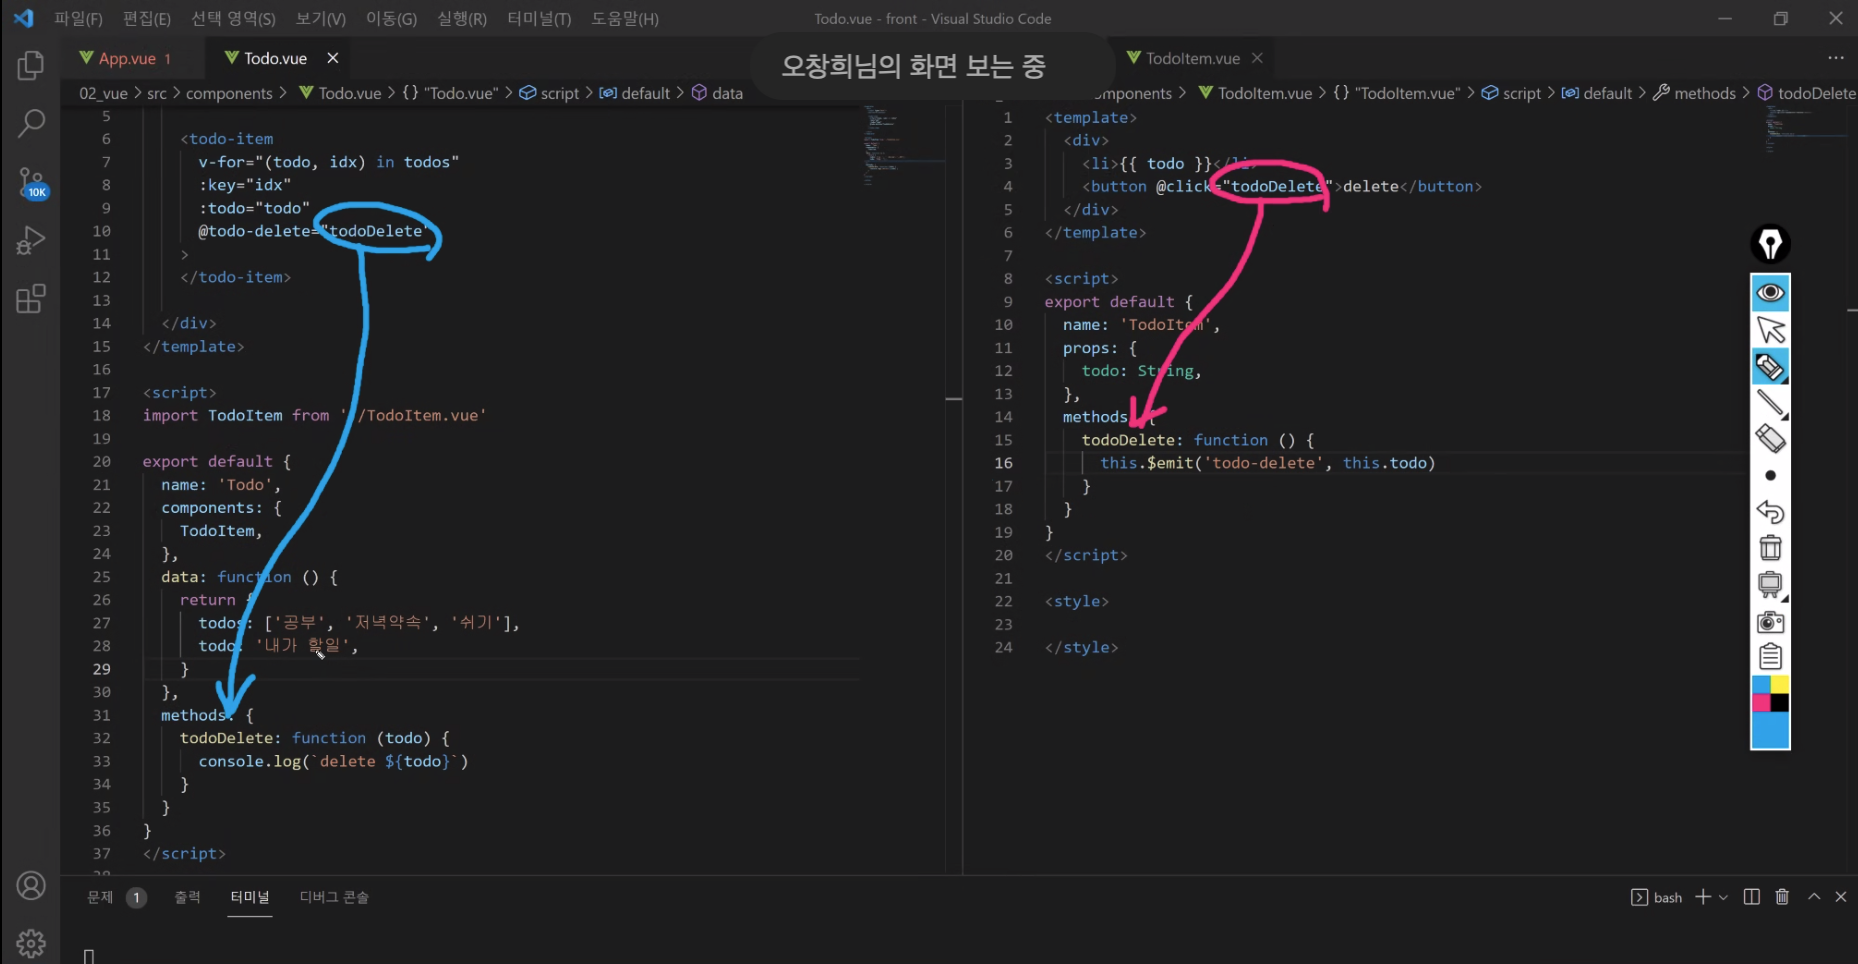 파일(F) 편집(E) 선택 영역(S) 보기(V) 이동(G) 실행(R) 터미널(T) 도움말(H) Todo.vue - front - Visual Studio Code
오창희님의 화면 보는 중
App.vue 1 Todo.vue
02_vue > src > components > Todo.vue > {} "Todo.vue" > script > default > data
5
6 <todo-item
7 v-for="(todo, idx) in todos"
8 :key="idx"
9 :todo="todo"
10 @todo-delete="todoDelete"
11 >
12 </todo-item>
13
14 </div>
15 </template>
16
17 <script>
18 import TodoItem from './TodoItem.vue'
19
20 export default {
21 name: 'Todo',
22 components: {
23 TodoItem,
24 },
25 data: function () {
26 return {
27 todos: ['공부', '저녁약속', '쉬기'],
28 todo: '내가 할일',
29 }
30 },
31 methods: {
32 todoDelete: function (todo) {
33 console.log(`delete ${todo}`)
34 }
35 }
36 }
37 </script>
TodoItem.vue
mponents > TodoItem.vue > {} "TodoItem.vue" > script > default > methods > todoDelete
1 <template>
2 <div>
3 <li>{{ todo }}</li>
4 <button @click="todoDelete">delete</button>
5 </div>
6 </template>
7
8 <script>
9 export default {
10 name: 'TodoItem',
11 props: {
12 todo: String,
13 },
14 methods: {
15 todoDelete: function () {
16 this.$emit('todo-delete', this.todo)
17 }
18 }
19 }
20 </script>
21
22 <style>
23
24 </style>
10K
문제 1 출력 터미널 디버그 콘솔 bash